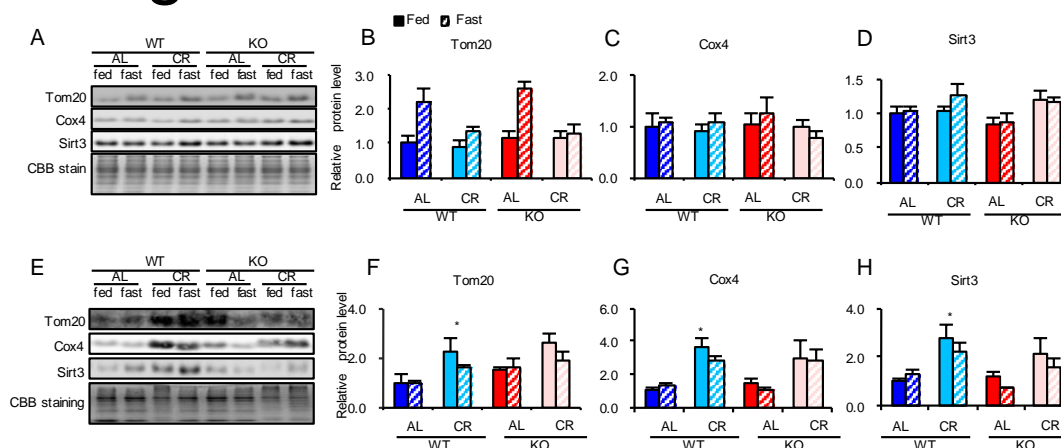 Fed Fast
A
WT KO
AL CR AL CR
fed fast fed fast fed fast fed fast
Tom20
Cox4
Sirt3
CBB stain
B
Tom20
Relative protein level
3.0
2.0
1.0
0.0
AL CR AL CR
WT KO
C
Cox4
2.0
1.0
0.0
AL CR AL CR
WT KO
D
Sirt3
1.5
1.0
0.5
0.0
AL CR AL CR
WT KO
E
WT KO
AL CR AL CR
fed fast fed fast fed fast fed fast
Tom20
Cox4
Sirt3
CBB staining
F
Tom20
Relative protein level
4.0
2.0
0.0
*
AL CR AL CR
WT KO
G
Cox4
6.0
4.0
2.0
0.0
*
AL CR AL CR
WT KO
H
Sirt3
4.0
2.0
0.0
*
AL CR AL CR
WT KO